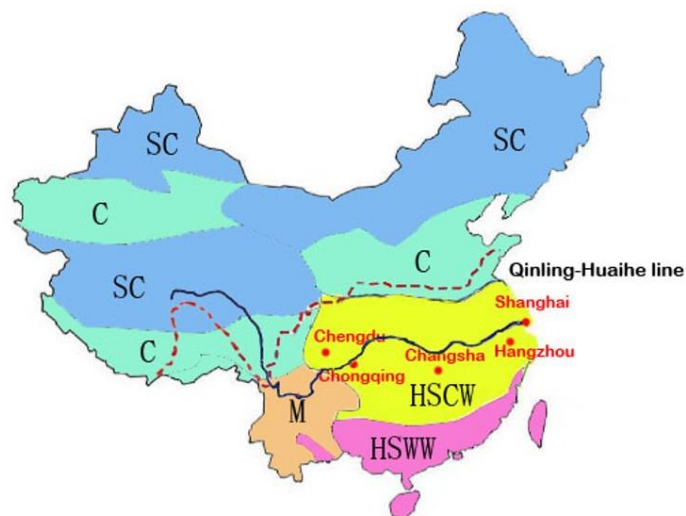 SC
SC
C
C
Qinling-Huaihe line
SC
Shanghai
Chengdu
Hangzhou
C
Changsha
Chongqing
HSCW
M
HSWW